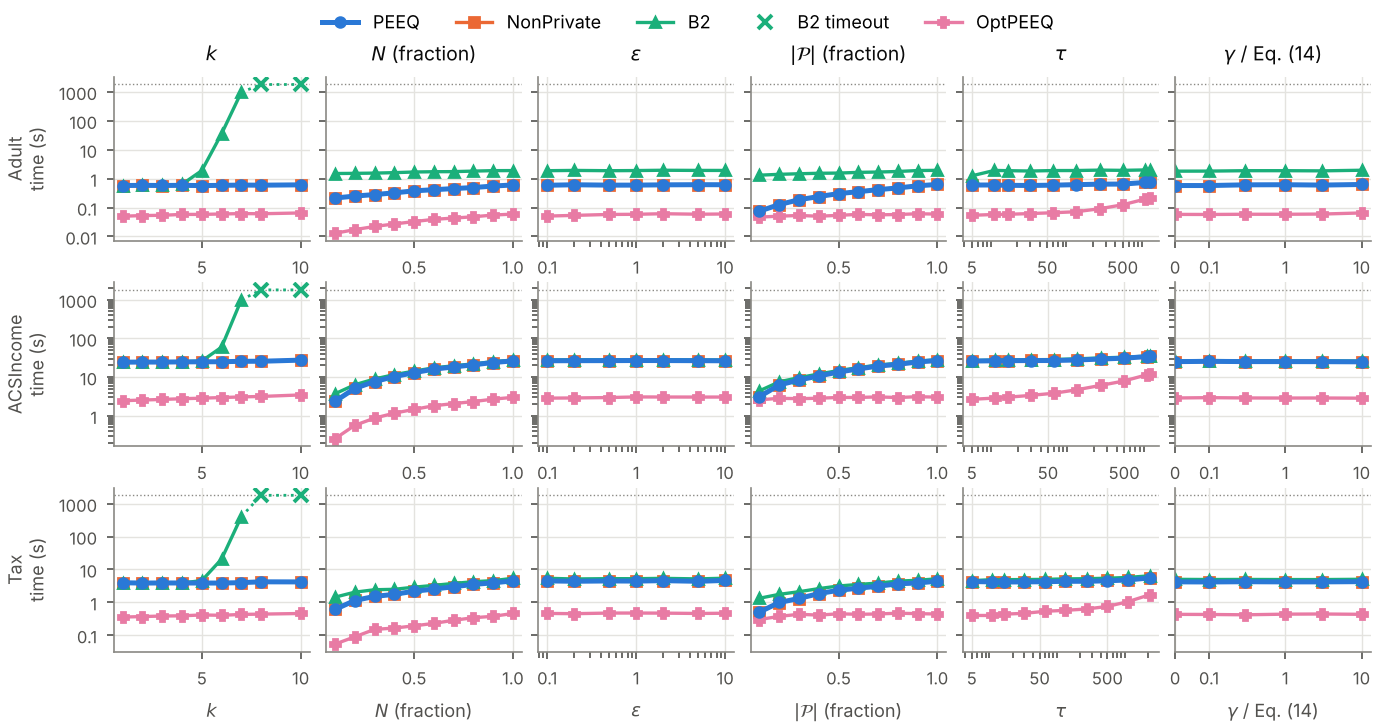 PEEQ NonPrivate B2 B2 timeout OptPEEQ
k N (fraction) ε |𝒫| (fraction) τ γ / Eq. (14)
Adult
time (s)
1000
100
10
1
0.1
0.01
5 10 0.5 1.0 0.1 1 10 0.5 1.0 5 50 500 0 0.1 1 10
ACSIncome
time (s)
1000
100
10
1
5 10 0.5 1.0 0.1 1 10 0.5 1.0 5 50 500 0 0.1 1 10
Tax
time (s)
1000
100
10
1
0.1
5 10 0.5 1.0 0.1 1 10 0.5 1.0 5 50 500 0 0.1 1 10
k N (fraction) ε |𝒫| (fraction) τ γ / Eq. (14)